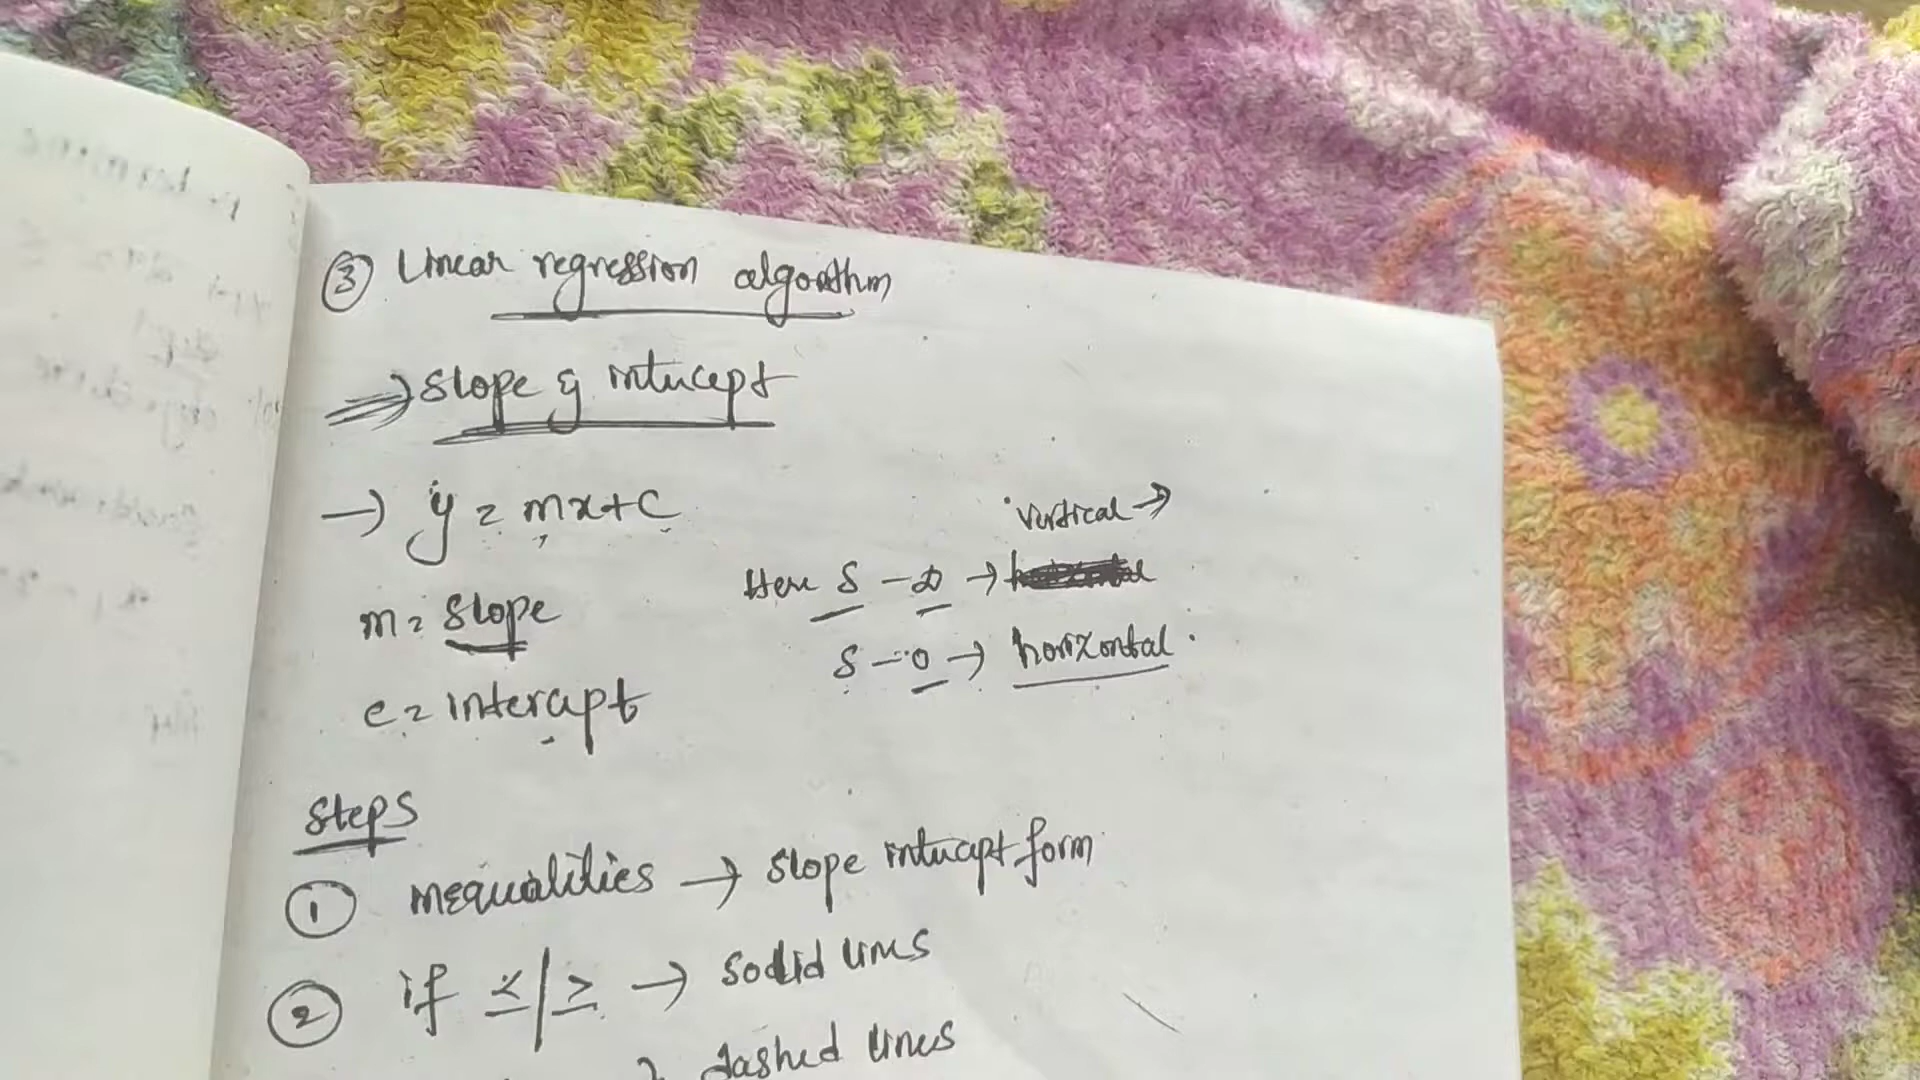 ③ Linear regression algorithm
⇒ slope & intercept
→ y = mx+c
m = slope
c = intercept
vertical →
Here S - →
S - 0 → horizontal.
Steps
① inequalities → slope intercept form
② if ≤ | ≥ → solid lines
dashed lines